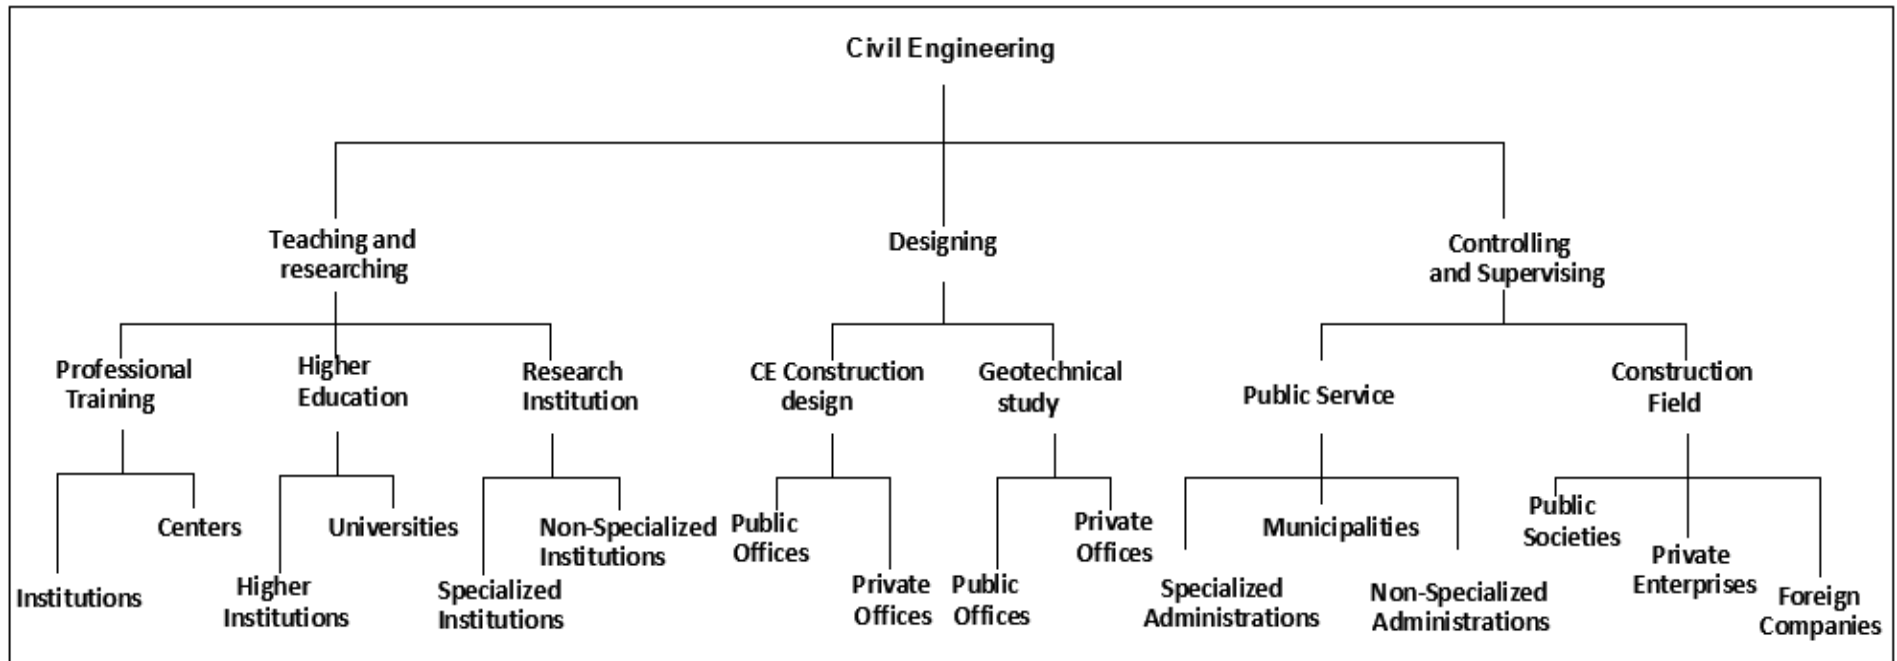 Civil Engineering
Teaching and
researching
Designing
Controlling
and Supervising
Professional
Training
Higher
Education
Research
Institution
CE Construction
design
Geotechnical
study
Public Service
Construction
Field
Institutions
Centers
Higher
Institutions
Universities
Specialized
Institutions
Non-Specialized
Institutions
Public
Offices
Private
Offices
Public
Offices
Private
Offices
Specialized
Administrations
Municipalities
Non-Specialized
Administrations
Public
Societies
Private
Enterprises
Foreign
Companies